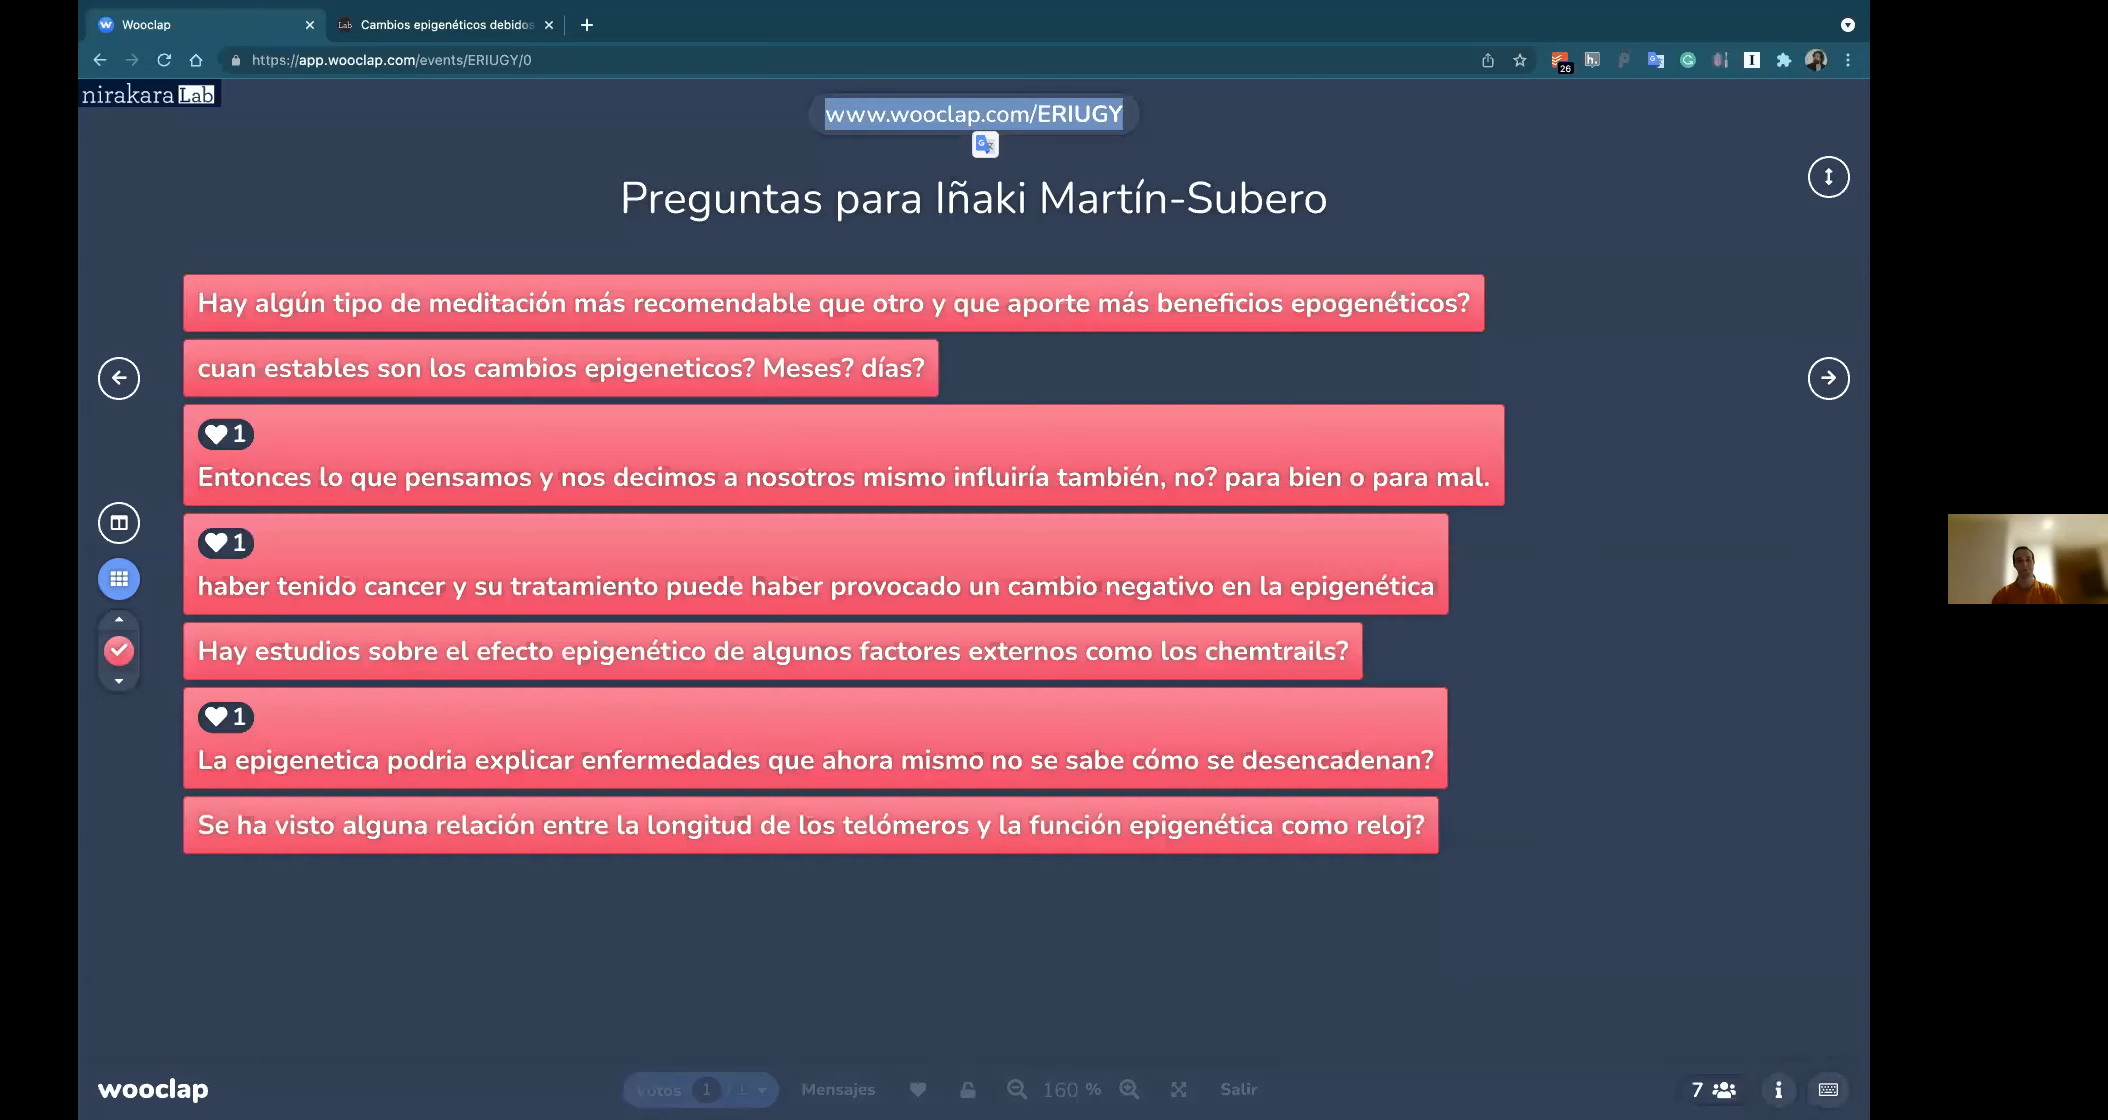 Wooclap
Cambios epigenéticos debidos
https://app.wooclap.com/events/ERIUGY/0
26
nirakara Lab
www.wooclap.com/ERIUGY
Preguntas para Iñaki Martín-Subero
Hay algún tipo de meditación más recomendable que otro y que aporte más beneficios epogenéticos?
cuan estables son los cambios epigeneticos? Meses? días?
1
Entonces lo que pensamos y nos decimos a nosotros mismo influiría también, no? para bien o para mal.
1
haber tenido cancer y su tratamiento puede haber provocado un cambio negativo en la epigenética
Hay estudios sobre el efecto epigenético de algunos factores externos como los chemtrails?
1
La epigenetica podria explicar enfermedades que ahora mismo no se sabe cómo se desencadenan?
Se ha visto alguna relación entre la longitud de los telómeros y la función epigenética como reloj?
wooclap
Votos 1 / 1 Mensajes 160 % Salir
7